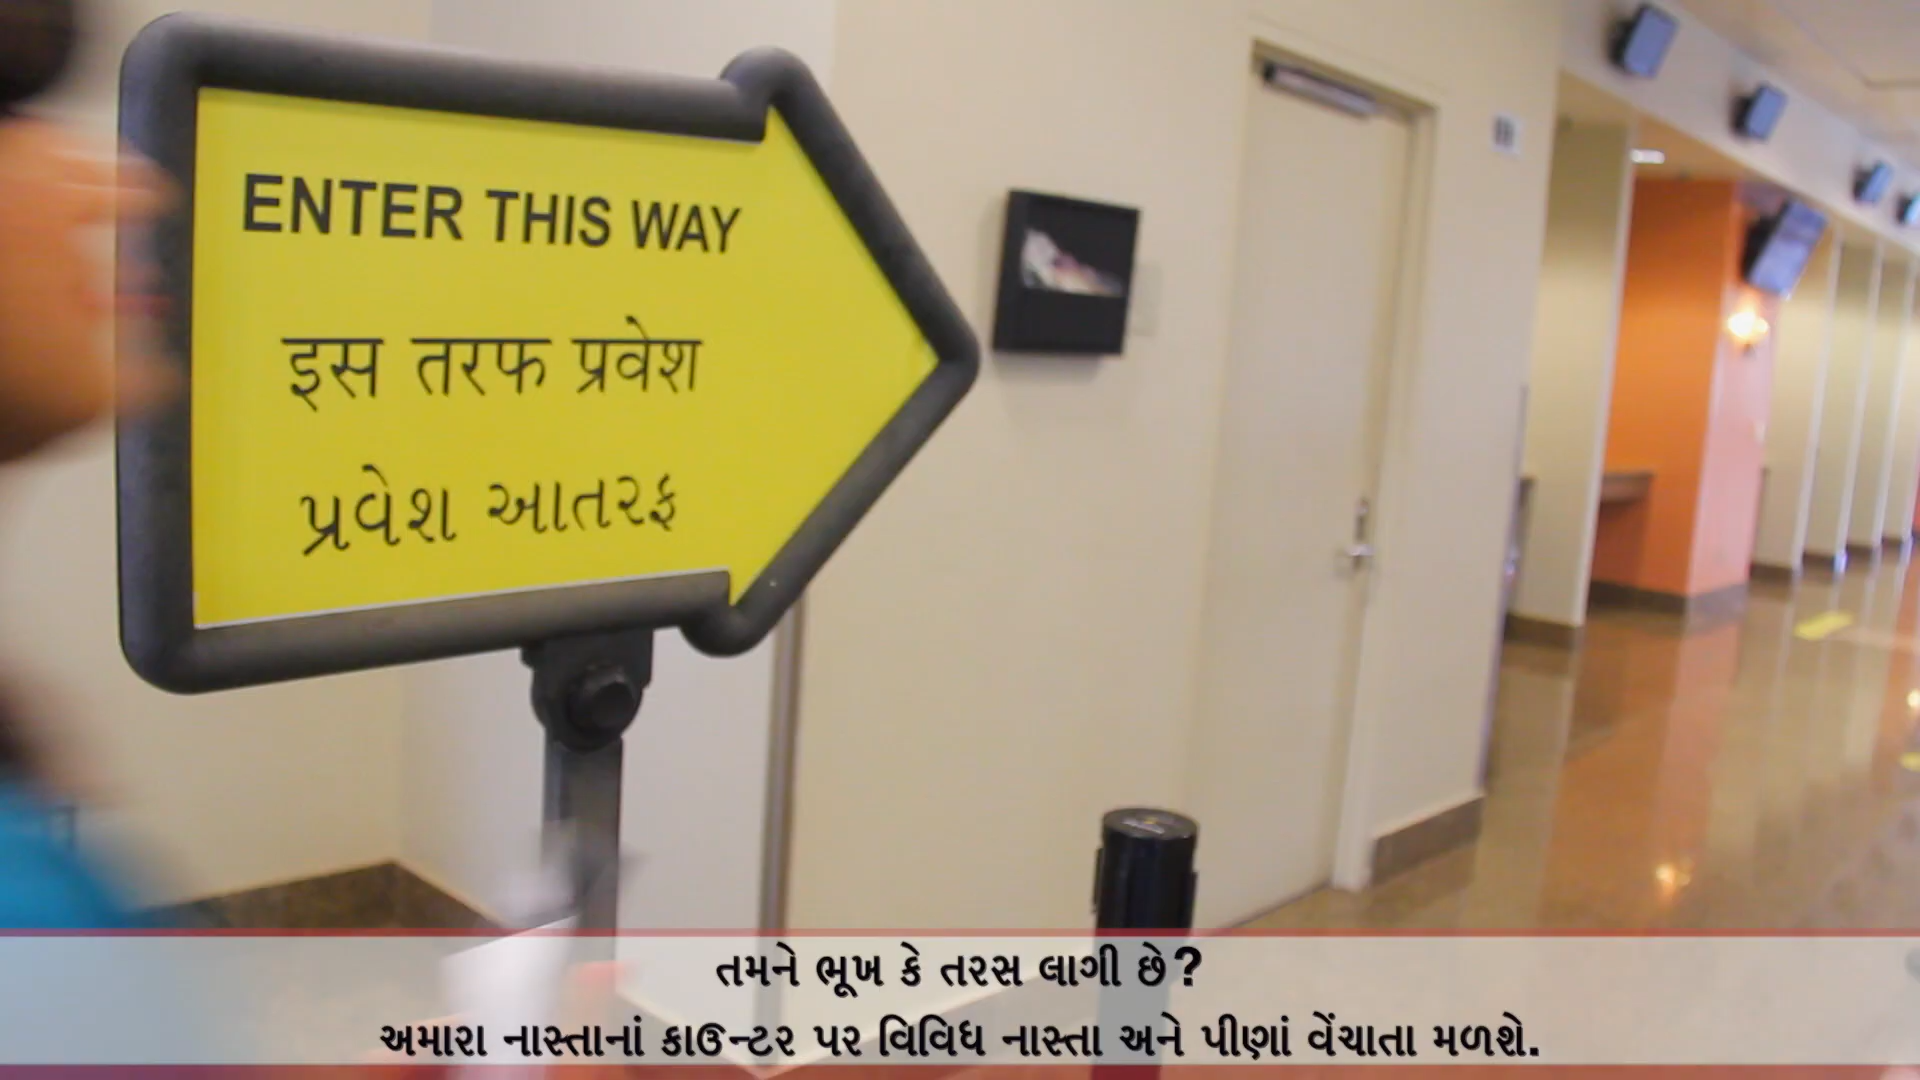 ENTER THIS WAY
इस तरफ प्रवेश
પ્રવેશ આતરફ
તમને ભૂખ કે તરસ લાગી છે?
અમારા નાસ્તાનાં કાઉન્ટર પર વિવિધ નાસ્તા અને પીણાં વેંચાતા મળશે.